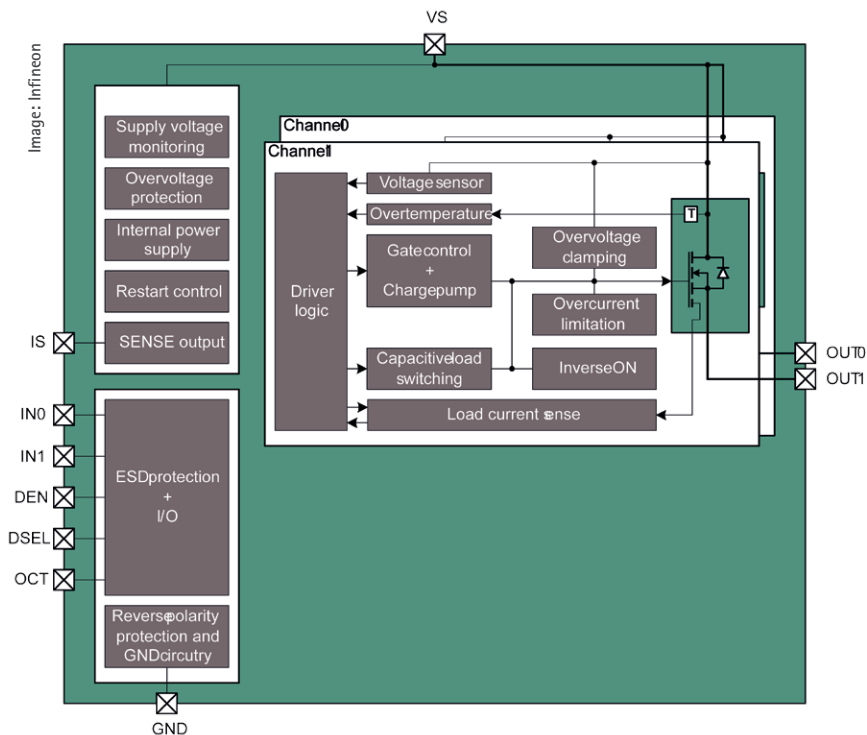 VS
Image: Infineon
Supply voltage
monitoring
Overvoltage
protection
Internal power
supply
Restart control
SENSE output
IS
IN0
IN1
DEN
DSEL
OCT
ESDprotection
+
I/O
Reversepolarity
protection and
GNDcircutry
GND
Channel0
Channel1
Driver
logic
Voltagesensor
Overtemperature
Gatecontrol
+
Chargepump
Capacitiveload
switching
Load current sense
Overvoltage
clamping
Overcurrent
limitation
InverseON
T
OUT0
OUT1